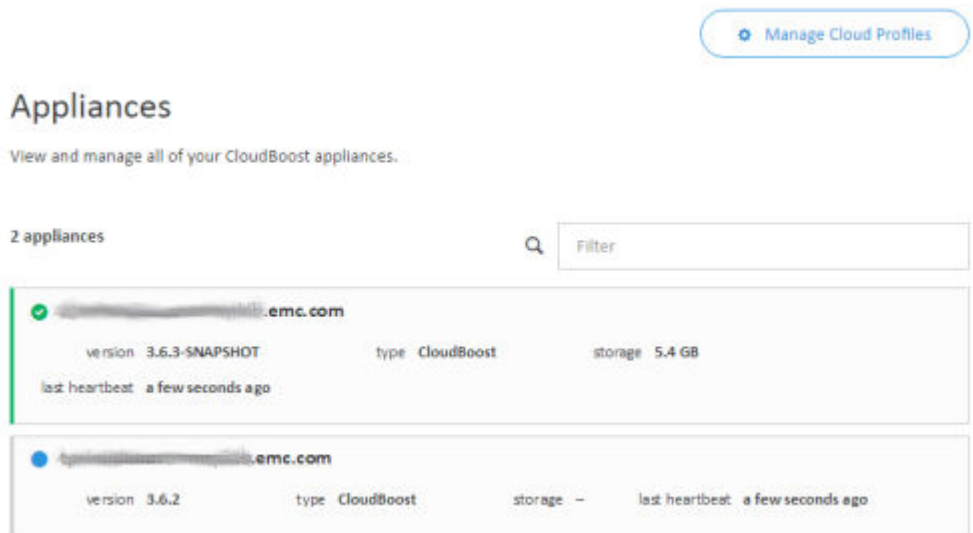 Manage Cloud Profiles
Appliances
View and manage all of your CloudBoost appliances.
2 appliances
Filter
.emc.com
version 3.6.3-SNAPSHOT type CloudBoost storage 5.4 GB
last heartbeat a few seconds ago
.emc.com
version 3.6.2 type CloudBoost storage – last heartbeat a few seconds ago